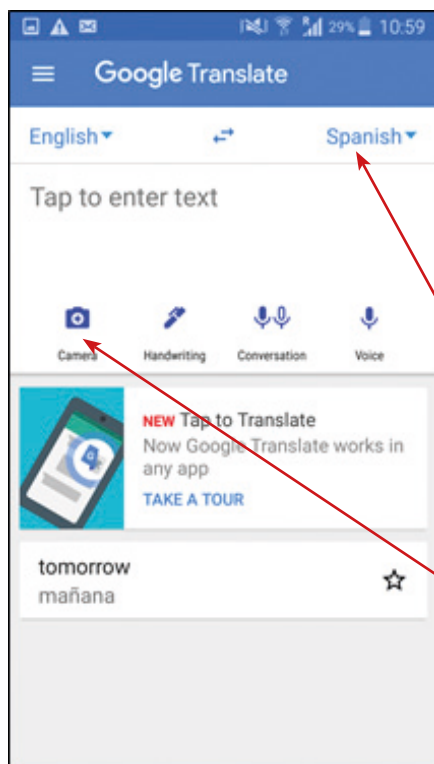 29% 10:59
Google Translate
English Spanish
Tap to enter text
Camera Handwriting Conversation Voice
NEW Tap to Translate
Now Google Translate works in
any app
TAKE A TOUR
tomorrow
mañana